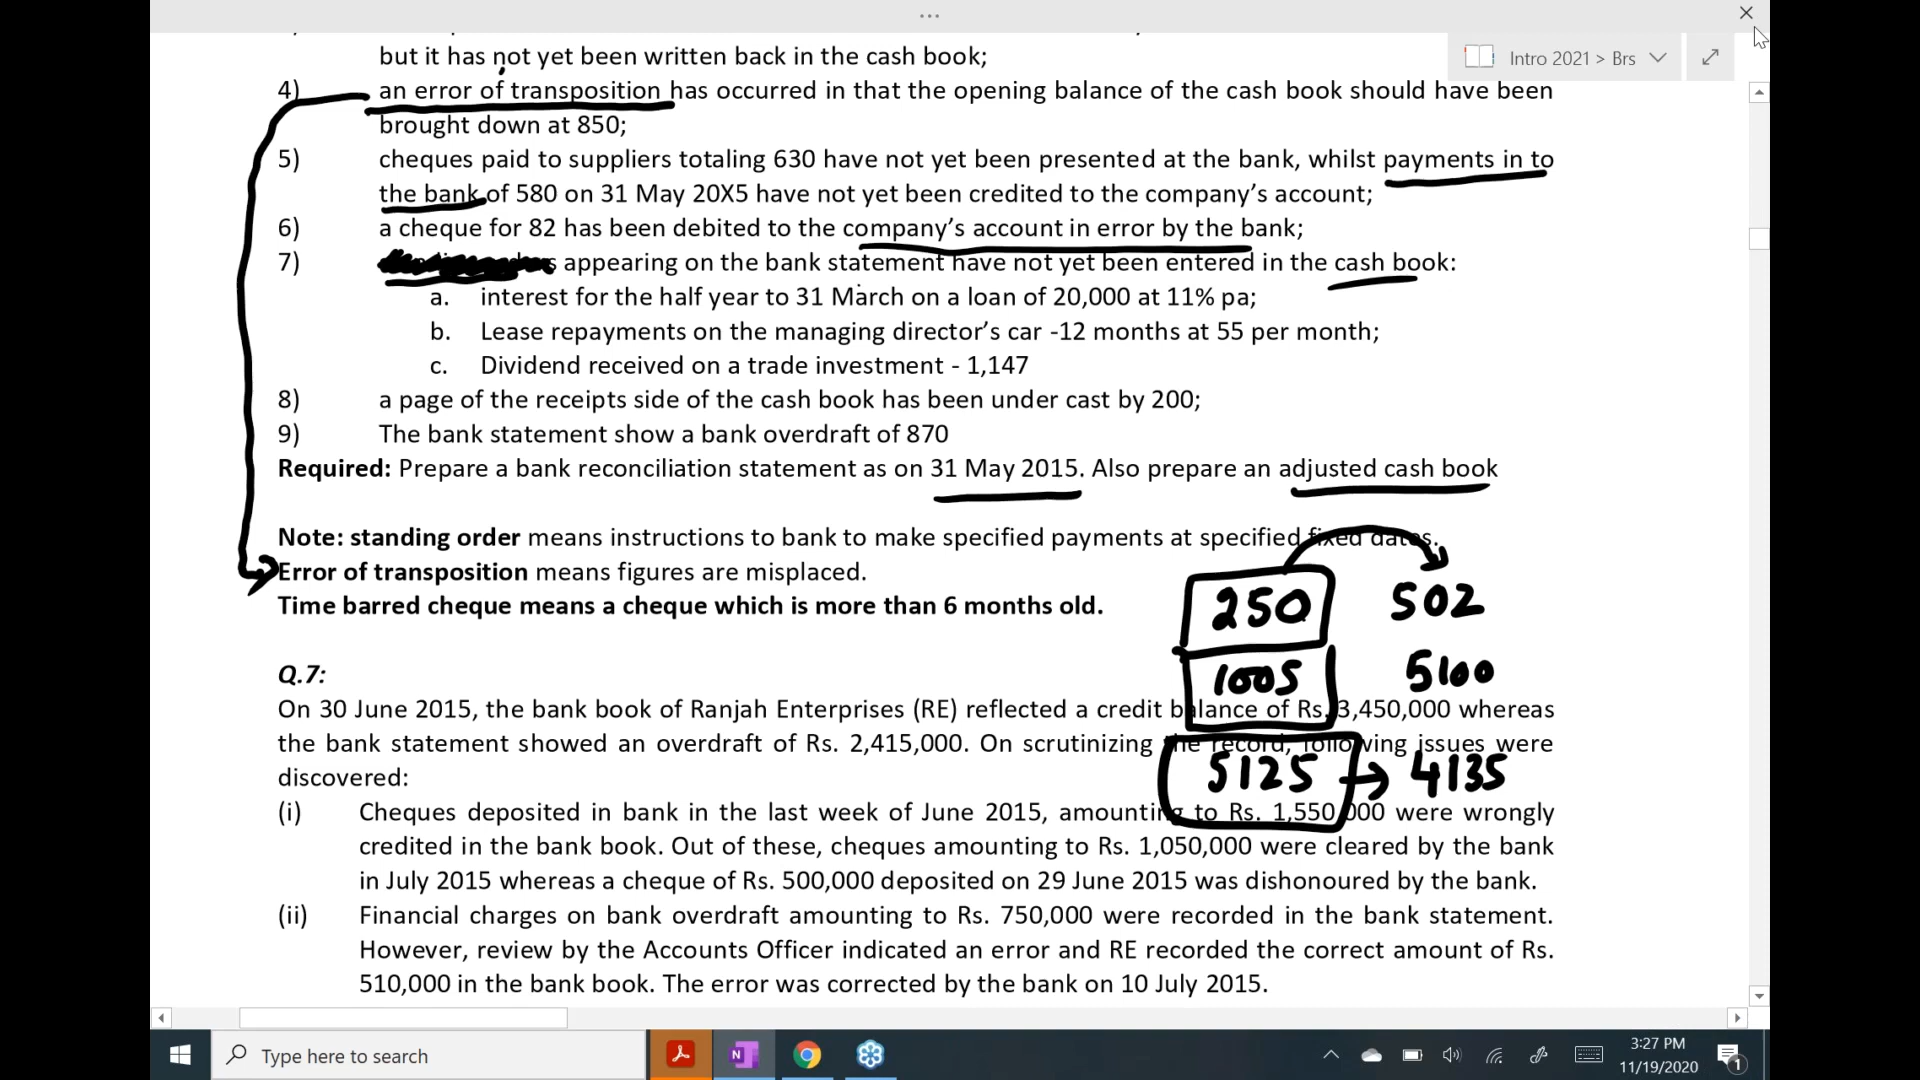 ...
Intro 2021 > Brs
but it has not yet been written back in the cash book;
4) an error of transposition has occurred in that the opening balance of the cash book should have been
brought down at 850;
5) cheques paid to suppliers totaling 630 have not yet been presented at the bank, whilst payments in to
the bank of 580 on 31 May 20X5 have not yet been credited to the company’s account;
6) a cheque for 82 has been debited to the company’s account in error by the bank;
7) appearing on the bank statement have not yet been entered in the cash book:
a. interest for the half year to 31 March on a loan of 20,000 at 11% pa;
b. Lease repayments on the managing director’s car -12 months at 55 per month;
c. Dividend received on a trade investment - 1,147
8) a page of the receipts side of the cash book has been under cast by 200;
9) The bank statement show a bank overdraft of 870
Required: Prepare a bank reconciliation statement as on 31 May 2015. Also prepare an adjusted cash book
Note: standing order means instructions to bank to make specified payments at specified fixed dates.
Error of transposition means figures are misplaced.
Time barred cheque means a cheque which is more than 6 months old.
250 502
1005 5100
5125 → 4135
Q.7:
On 30 June 2015, the bank book of Ranjah Enterprises (RE) reflected a credit balance of Rs. 3,450,000 whereas
the bank statement showed an overdraft of Rs. 2,415,000. On scrutinizing the record, following issues were
discovered:
(i) Cheques deposited in bank in the last week of June 2015, amounting to Rs. 1,550,000 were wrongly
credited in the bank book. Out of these, cheques amounting to Rs. 1,050,000 were cleared by the bank
in July 2015 whereas a cheque of Rs. 500,000 deposited on 29 June 2015 was dishonoured by the bank.
(ii) Financial charges on bank overdraft amounting to Rs. 750,000 were recorded in the bank statement.
However, review by the Accounts Officer indicated an error and RE recorded the correct amount of Rs.
510,000 in the bank book. The error was corrected by the bank on 10 July 2015.
Type here to search
N
3:27 PM
11/19/2020
1